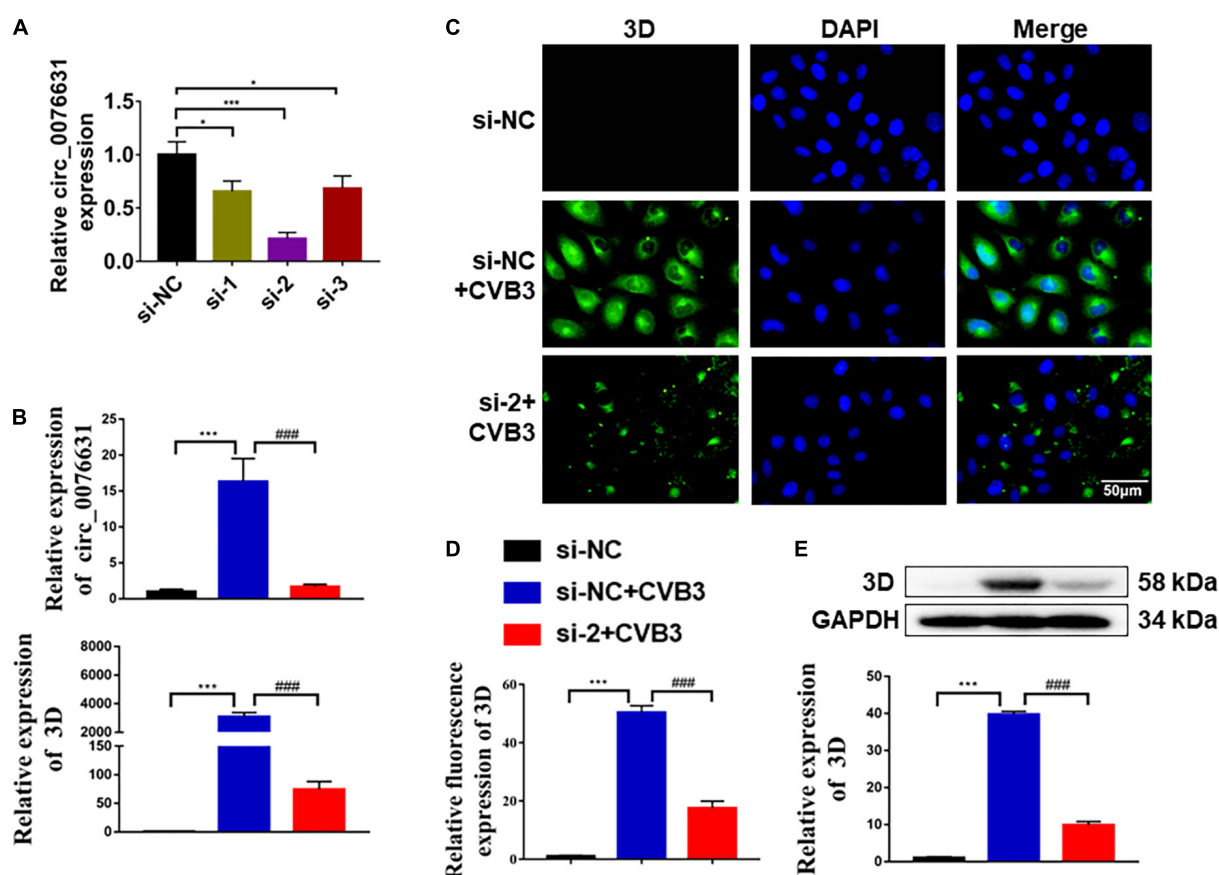 A
Relative circ_0076631
expression
1.5
1.0
0.5
0.0
*
***
*
si-NC
si-1
si-2
si-3
B
Relative expression
of circ_0076631
25
20
15
10
5
0
***
###
Relative expression
of 3D
8000
6000
4000
2000
150
100
50
0
***
###
C
3D
DAPI
Merge
si-NC
si-NC
+CVB3
si-2+
CVB3
50µm
D
si-NC
si-NC+CVB3
si-2+CVB3
Relative fluorescence
expression of 3D
60
40
20
0
***
###
E
3D
58 kDa
GAPDH
34 kDa
Relative expression
of 3D
40
30
20
10
0
***
###